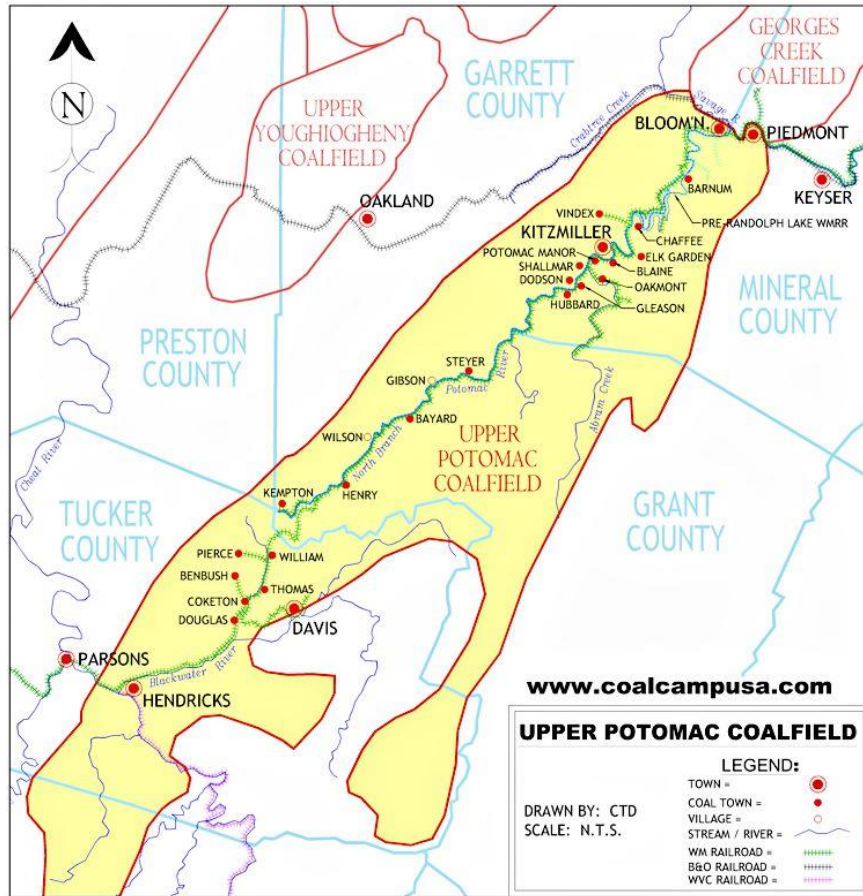 GEORGES
CREEK
COALFIELD
GARRETT
COUNTY
UPPER
YOUGHIOGHENY
COALFIELD
N
Crabtree Creek
Savage R.
BLOOM'N.
PIEDMONT
KEYSER
OAKLAND
BARNUM
VINDEX
PRE-RANDOLPH LAKE WMRR
KITZMILLER
CHAFFEE
POTOMAC MANOR
ELK GARDEN
SHALLMAR
BLAINE
DODSON
OAKMONT
HUBBARD
GLEASON
MINERAL
COUNTY
PRESTON
COUNTY
STEYER
GIBSON
Potomac River
BAYARD
Abram Creek
WILSON
North Branch
UPPER
POTOMAC
COALFIELD
Cheat River
KEMPTON
HENRY
TUCKER
COUNTY
GRANT
COUNTY
PIERCE
WILLIAM
BENBUSH
THOMAS
COKETON
DOUGLAS
DAVIS
PARSONS
Blackwater River
HENDRICKS
www.coalcampusa.com
UPPER POTOMAC COALFIELD
LEGEND:
TOWN =
COAL TOWN =
VILLAGE =
STREAM / RIVER =
WM RAILROAD =
B&O RAILROAD =
WVC RAILROAD =
DRAWN BY: CTD
SCALE: N.T.S.